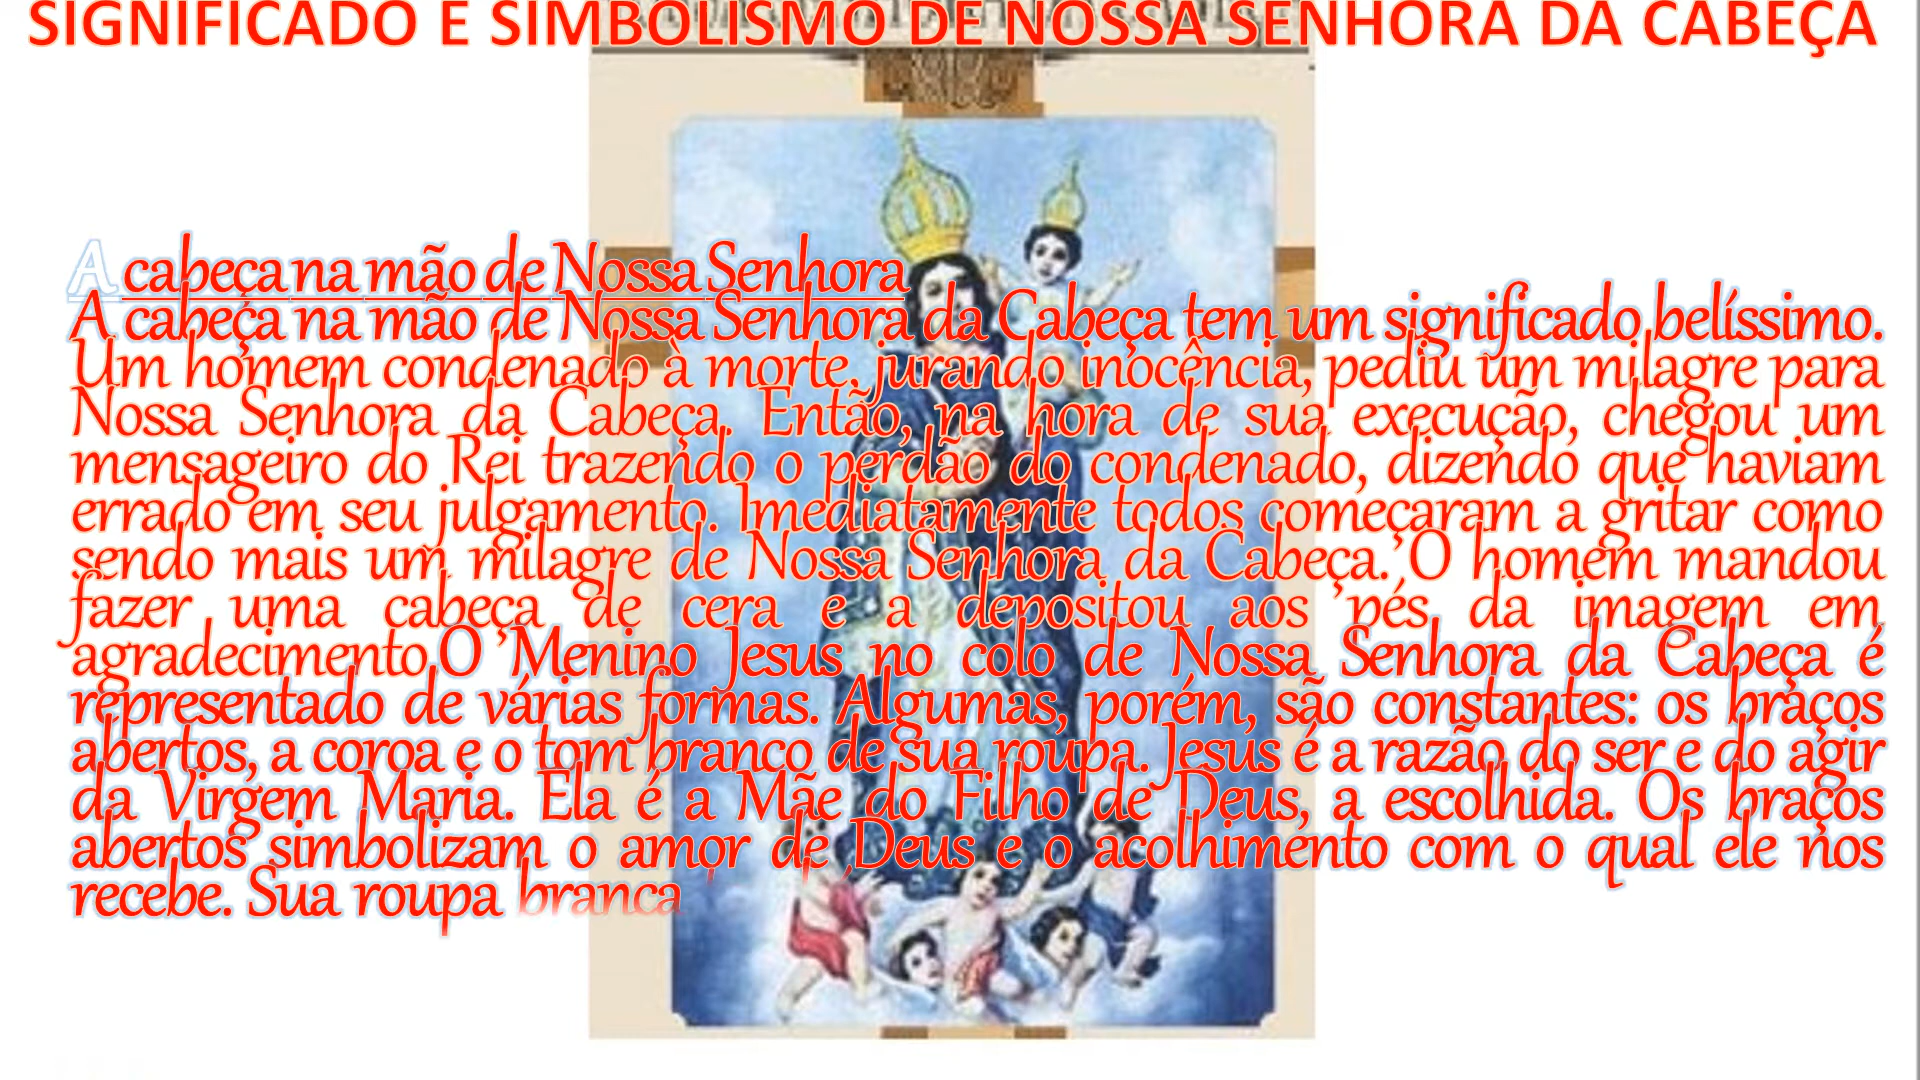 SIGNIFICADO E SIMBOLISMO DE NOSSA SENHORA DA CABEÇA
A cabeça na mão de Nossa Senhora
A cabeça na mão de Nossa Senhora da Cabeça tem um significado belíssimo.
Um homem condenado à morte, jurando inocência, pediu um milagre para
Nossa Senhora da Cabeça. Então, na hora de sua execução, chegou um
mensageiro do Rei trazendo o perdão do condenado, dizendo que haviam
errado em seu julgamento. Imediatamente todos começaram a gritar como
sendo mais um milagre de Nossa Senhora da Cabeça. O homem mandou
fazer uma cabeça de cera e a depositou aos pés da imagem em
agradecimento.O Menino Jesus no colo de Nossa Senhora da Cabeça é
representado de várias formas. Algumas, porém, são constantes: os braços
abertos, a coroa e o tom branco de sua roupa. Jesus é a razão do ser e do agir
da Virgem Maria. Ela é a Mãe do Filho de Deus, a escolhida. Os braços
abertos simbolizam o amor de Deus e o acolhimento com o qual ele nos
recebe. Sua roupa branca